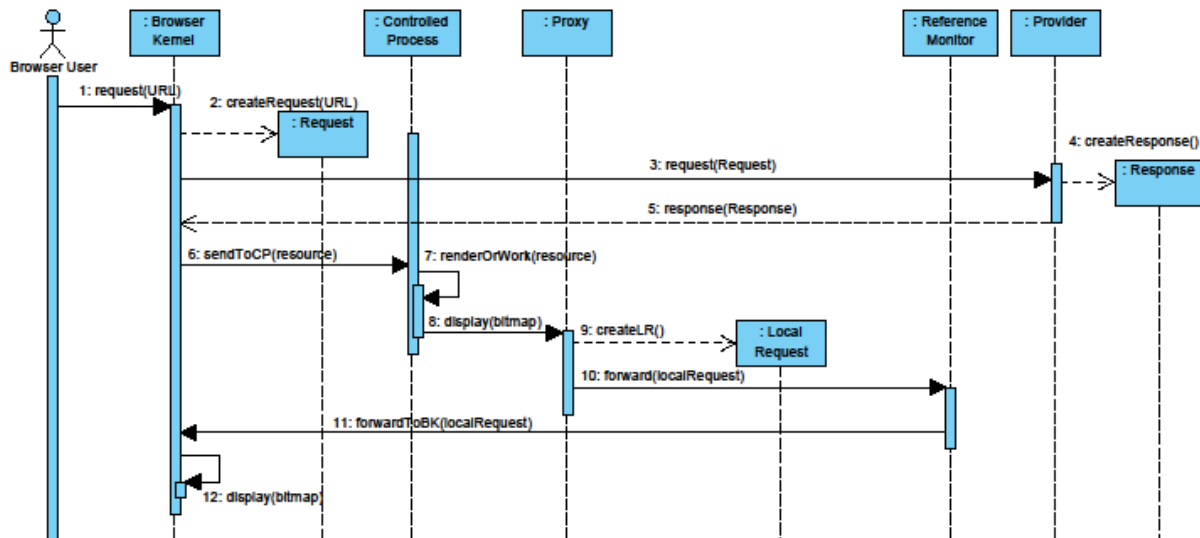 : Browser
Kernel
: Controlled
Process
: Proxy
: Reference
Monitor
: Provider
Browser User
1: request(URL)
2: createRequest(URL)
: Request
3: request(Request)
4: createResponse()
: Response
5: response(Response)
6: sendToCP(resource)
7: renderOrWork(resource)
8: display(bitmap)
9: createLR()
: Local
Request
10: forward(localRequest)
11: forwardToBK(localRequest)
12: display(bitmap)